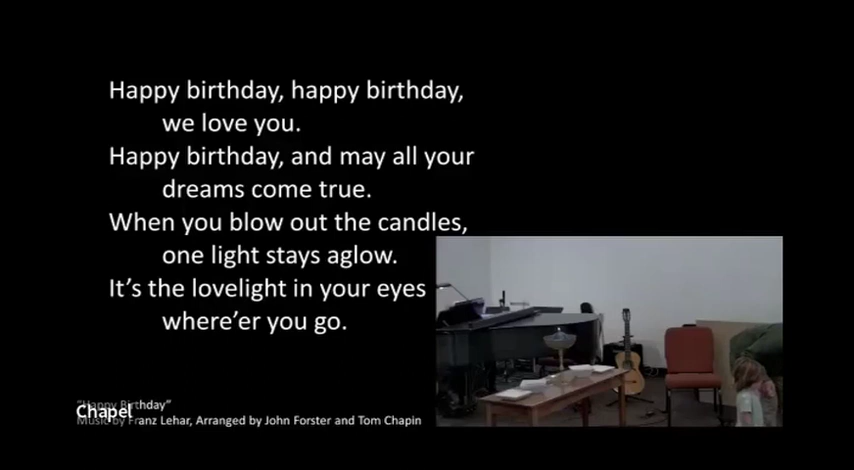 Happy birthday, happy birthday,
we love you.
Happy birthday, and may all your
dreams come true.
When you blow out the candles,
one light stays aglow.
It’s the lovelight in your eyes
where’er you go.
"Happy Birthday"
Chapel
Music by Franz Lehar, Arranged by John Forster and Tom Chapin